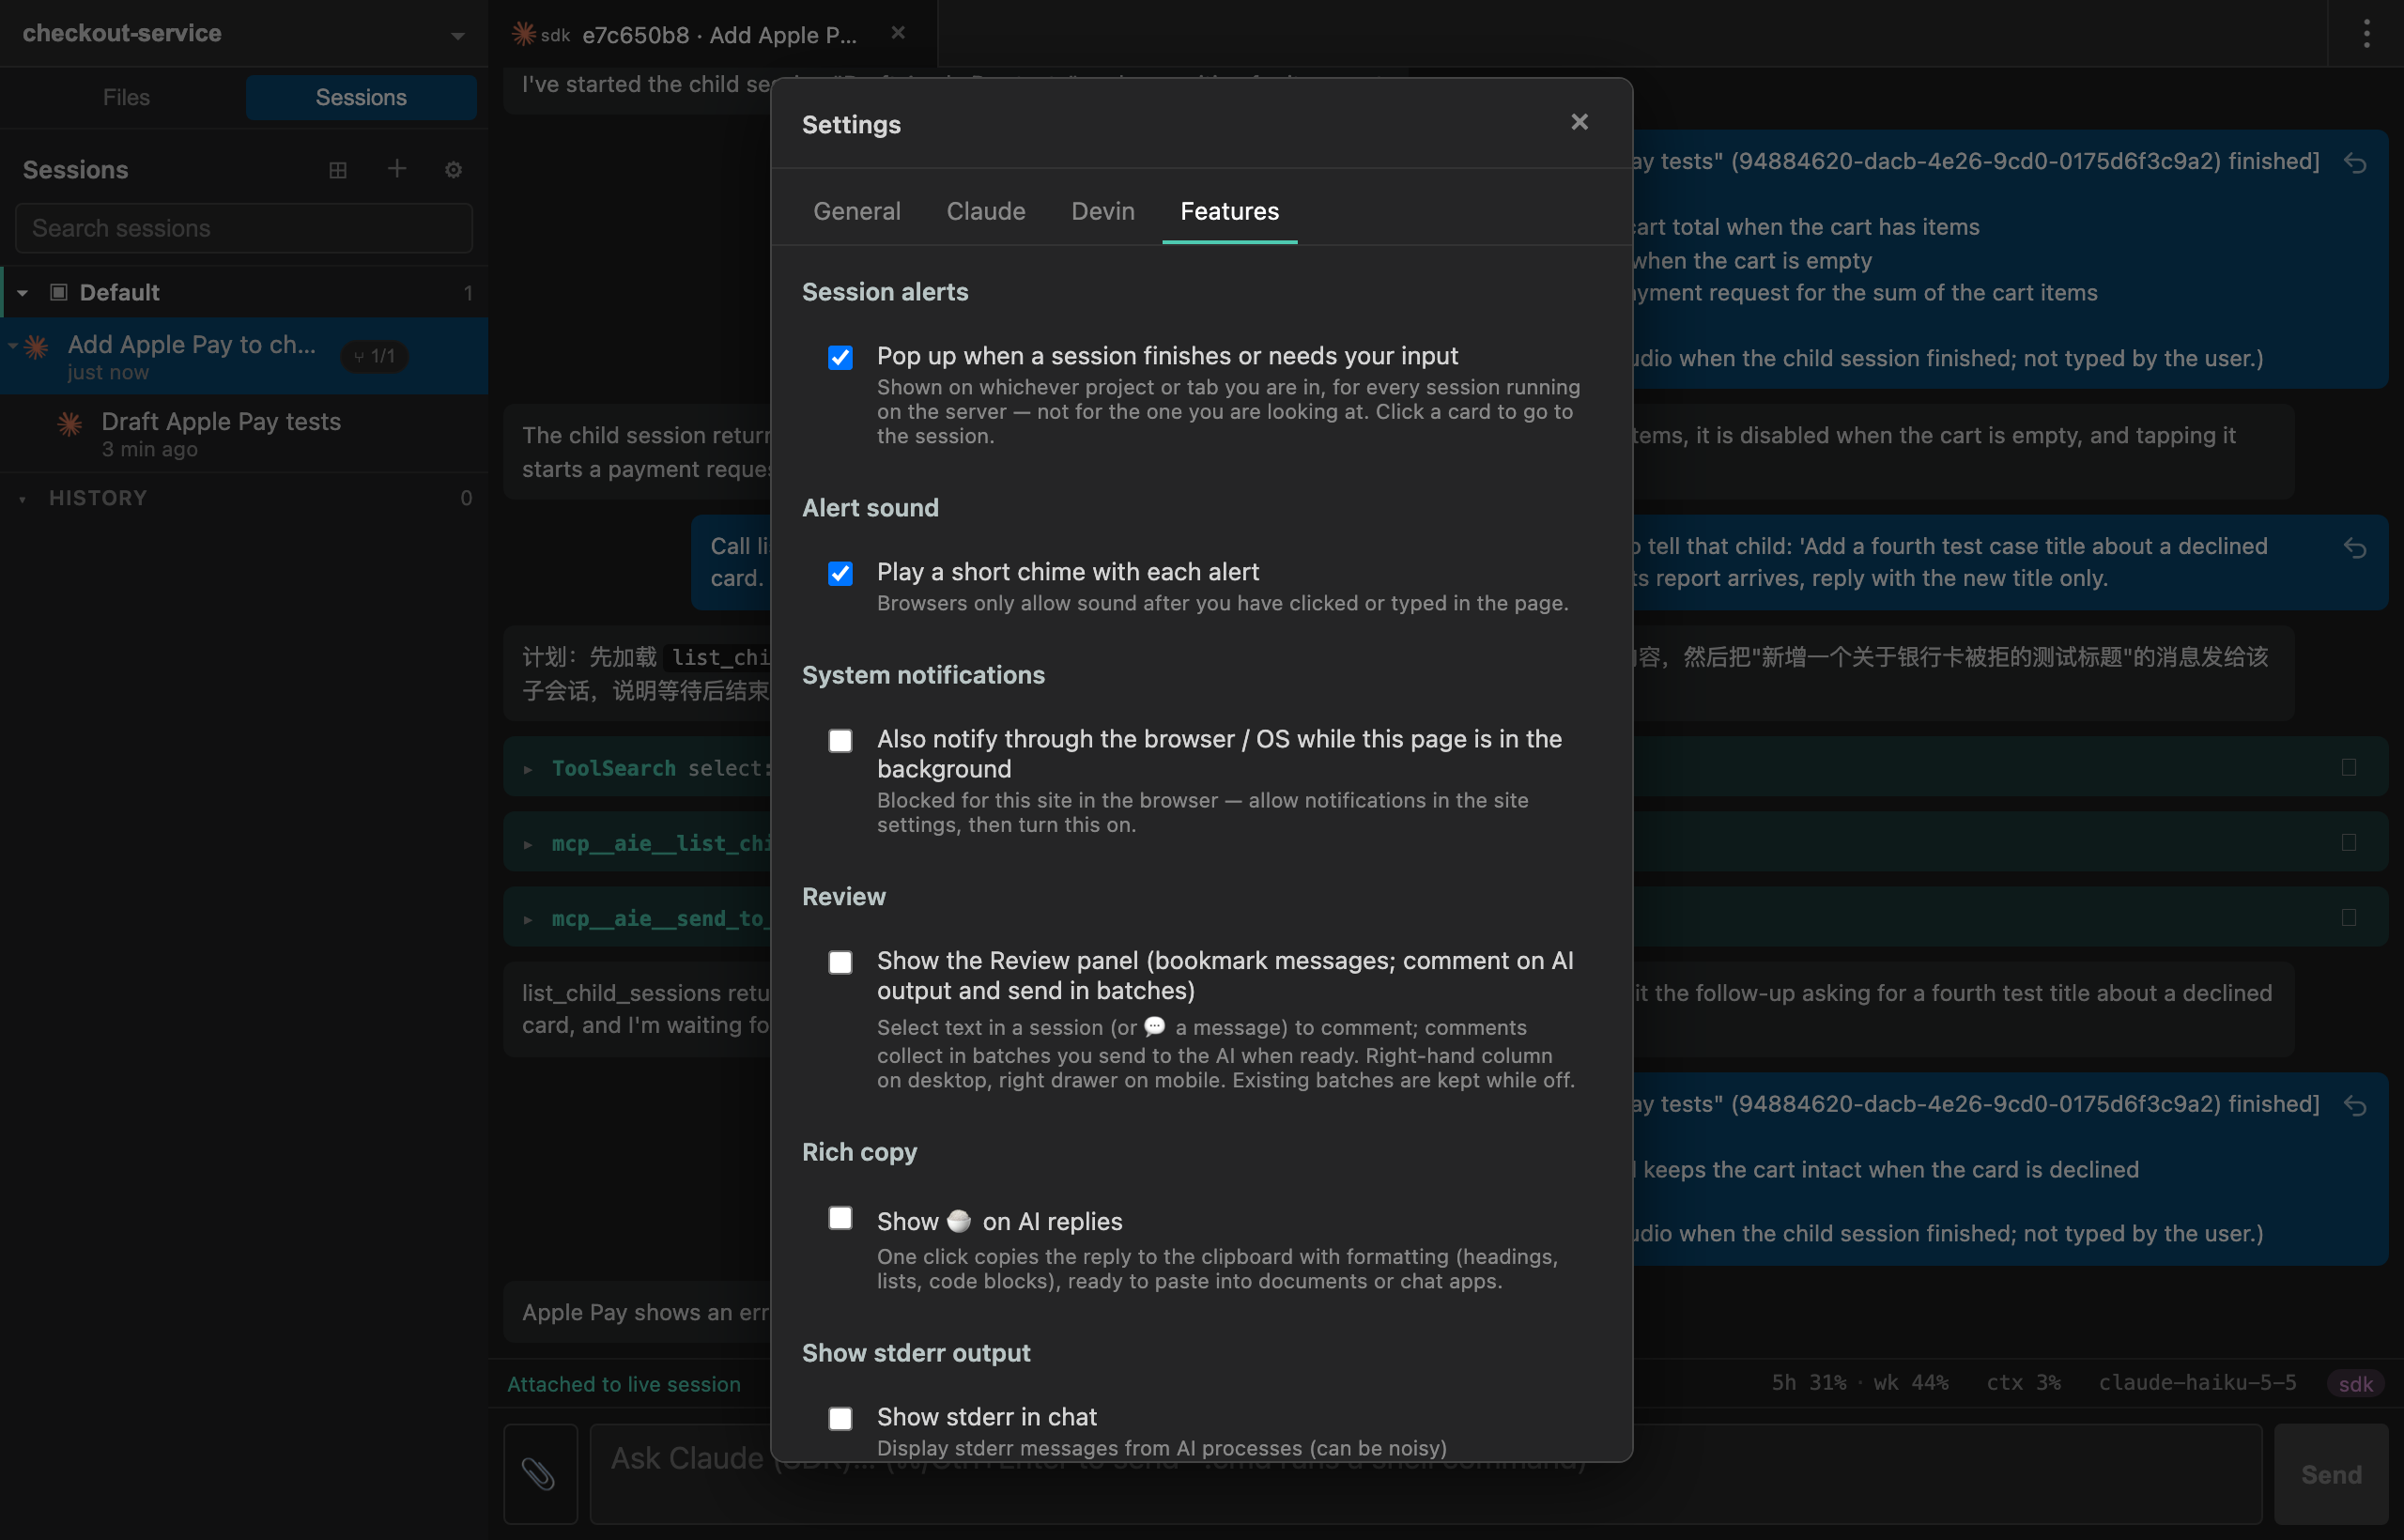 checkout-service
sdk e7c650b8 · Add Apple P...
Files
Sessions
Sessions
Search sessions
Default
1
Add Apple Pay to ch...
1/1
just now
Draft Apple Pay tests
3 min ago
HISTORY
0
I've started the child
ay tests" (94884620-dacb-4e26-9cd0-0175d6f3c9a2) finished]
cart total when the cart has items
when the cart is empty
payment request for the sum of the cart items
udio when the child session finished; not typed by the user.)
The child session return
tems, it is disabled when the cart is empty, and tapping it
starts a payment reque
Call li
o tell that child: 'Add a fourth test case title about a declined
card.
ts report arrives, reply with the new title only.
计划：先加载 list_chi
容，然后把"新增一个关于银行卡被拒的测试标题"的消息发给该
子会话，说明等待后结束
ToolSearch select:
mcp__aie__list_chi
mcp__aie__send_to_
list_child_sessions retu
it the follow-up asking for a fourth test title about a declined
card, and I'm waiting fo
ay tests" (94884620-dacb-4e26-9cd0-0175d6f3c9a2) finished]
keeps the cart intact when the card is declined
udio when the child session finished; not typed by the user.)
Apple Pay shows an err
Attached to live session
5h 31% · wk 44%
ctx 3%
claude-haiku-5-5
sdk
Ask Claude
Send
Settings
General
Claude
Devin
Features
Session alerts
Pop up when a session finishes or needs your input
Shown on whichever project or tab you are in, for every session running
on the server — not for the one you are looking at. Click a card to go to
the session.
Alert sound
Play a short chime with each alert
Browsers only allow sound after you have clicked or typed in the page.
System notifications
Also notify through the browser / OS while this page is in the
background
Blocked for this site in the browser — allow notifications in the site
settings, then turn this on.
Review
Show the Review panel (bookmark messages; comment on AI
output and send in batches)
Select text in a session (or 💬 a message) to comment; comments
collect in batches you send to the AI when ready. Right-hand column
on desktop, right drawer on mobile. Existing batches are kept while off.
Rich copy
Show 🍚 on AI replies
One click copies the reply to the clipboard with formatting (headings,
lists, code blocks), ready to paste into documents or chat apps.
Show stderr output
Show stderr in chat
Display stderr messages from AI processes (can be noisy)